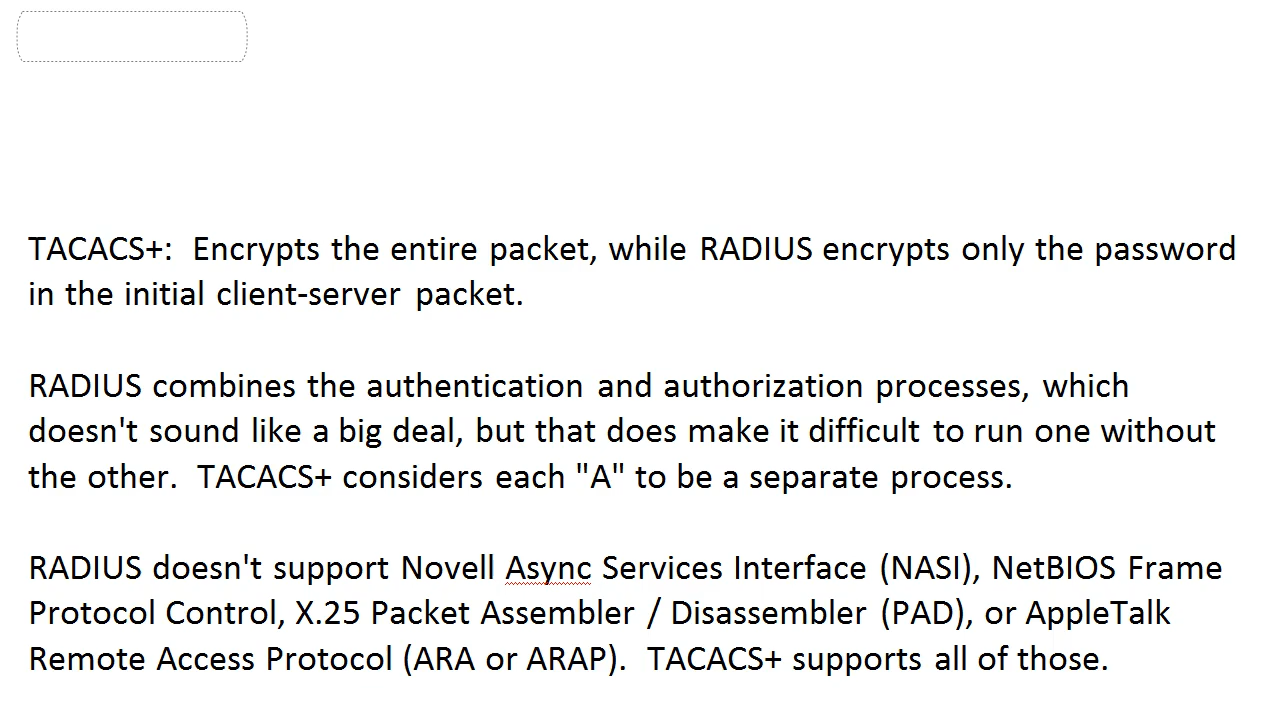 TACACS+:  Encrypts the entire packet, while RADIUS encrypts only the password
in the initial client-server packet.
RADIUS combines the authentication and authorization processes, which
doesn't sound like a big deal, but that does make it difficult to run one without
the other.  TACACS+ considers each "A" to be a separate process.
RADIUS doesn't support Novell Async Services Interface (NASI), NetBIOS Frame
Protocol Control, X.25 Packet Assembler / Disassembler (PAD), or AppleTalk
Remote Access Protocol (ARA or ARAP).  TACACS+ supports all of those.